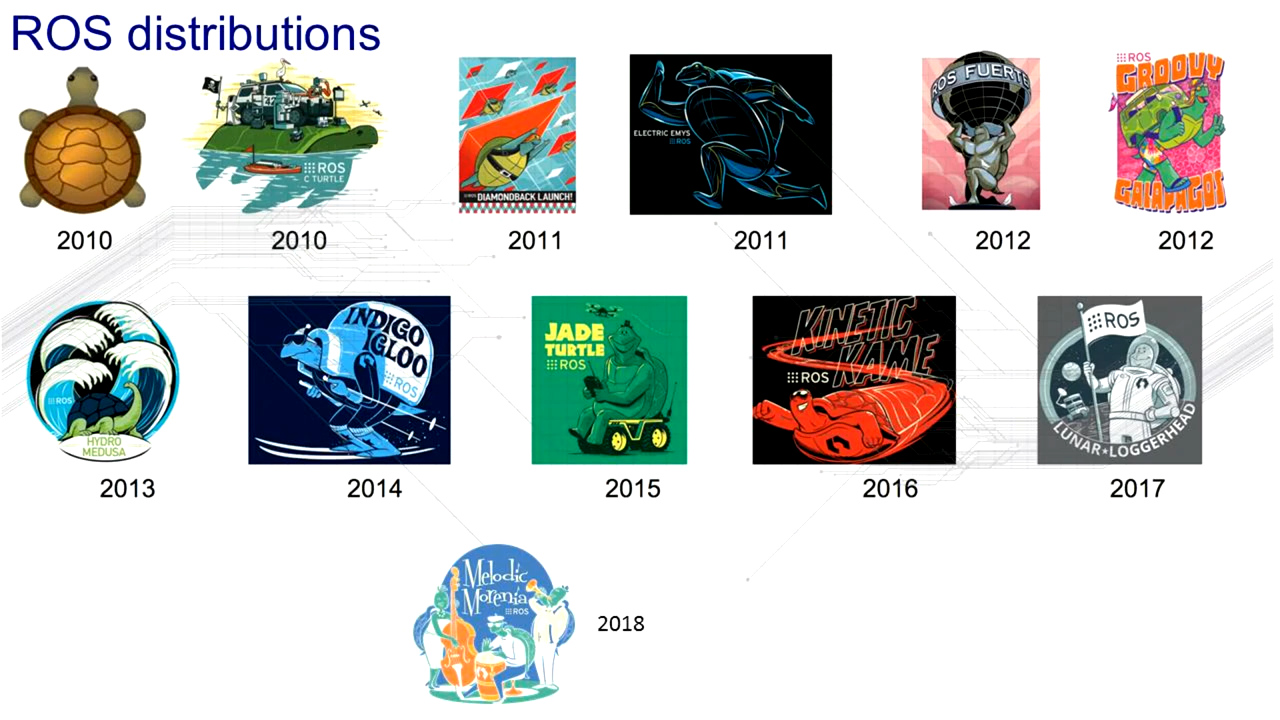 ROS distributions
ROS
C TURTLE
ROS DIAMONDBACK LAUNCH!
ELECTRIC EMYS
ROS
ROS FUERTE
ROS
GROOVY
GALAPAGOS
2010
2010
2011
2011
2012
2012
ROS
HYDRO
MEDUSA
INDIGO
IGLOO
ROS
JADE
TURTLE
ROS
KINETIC
KAME
ROS
ROS
LUNAR★LOGGERHEAD
2013
2014
2015
2016
2017
Melodic
Morenia
ROS
2018